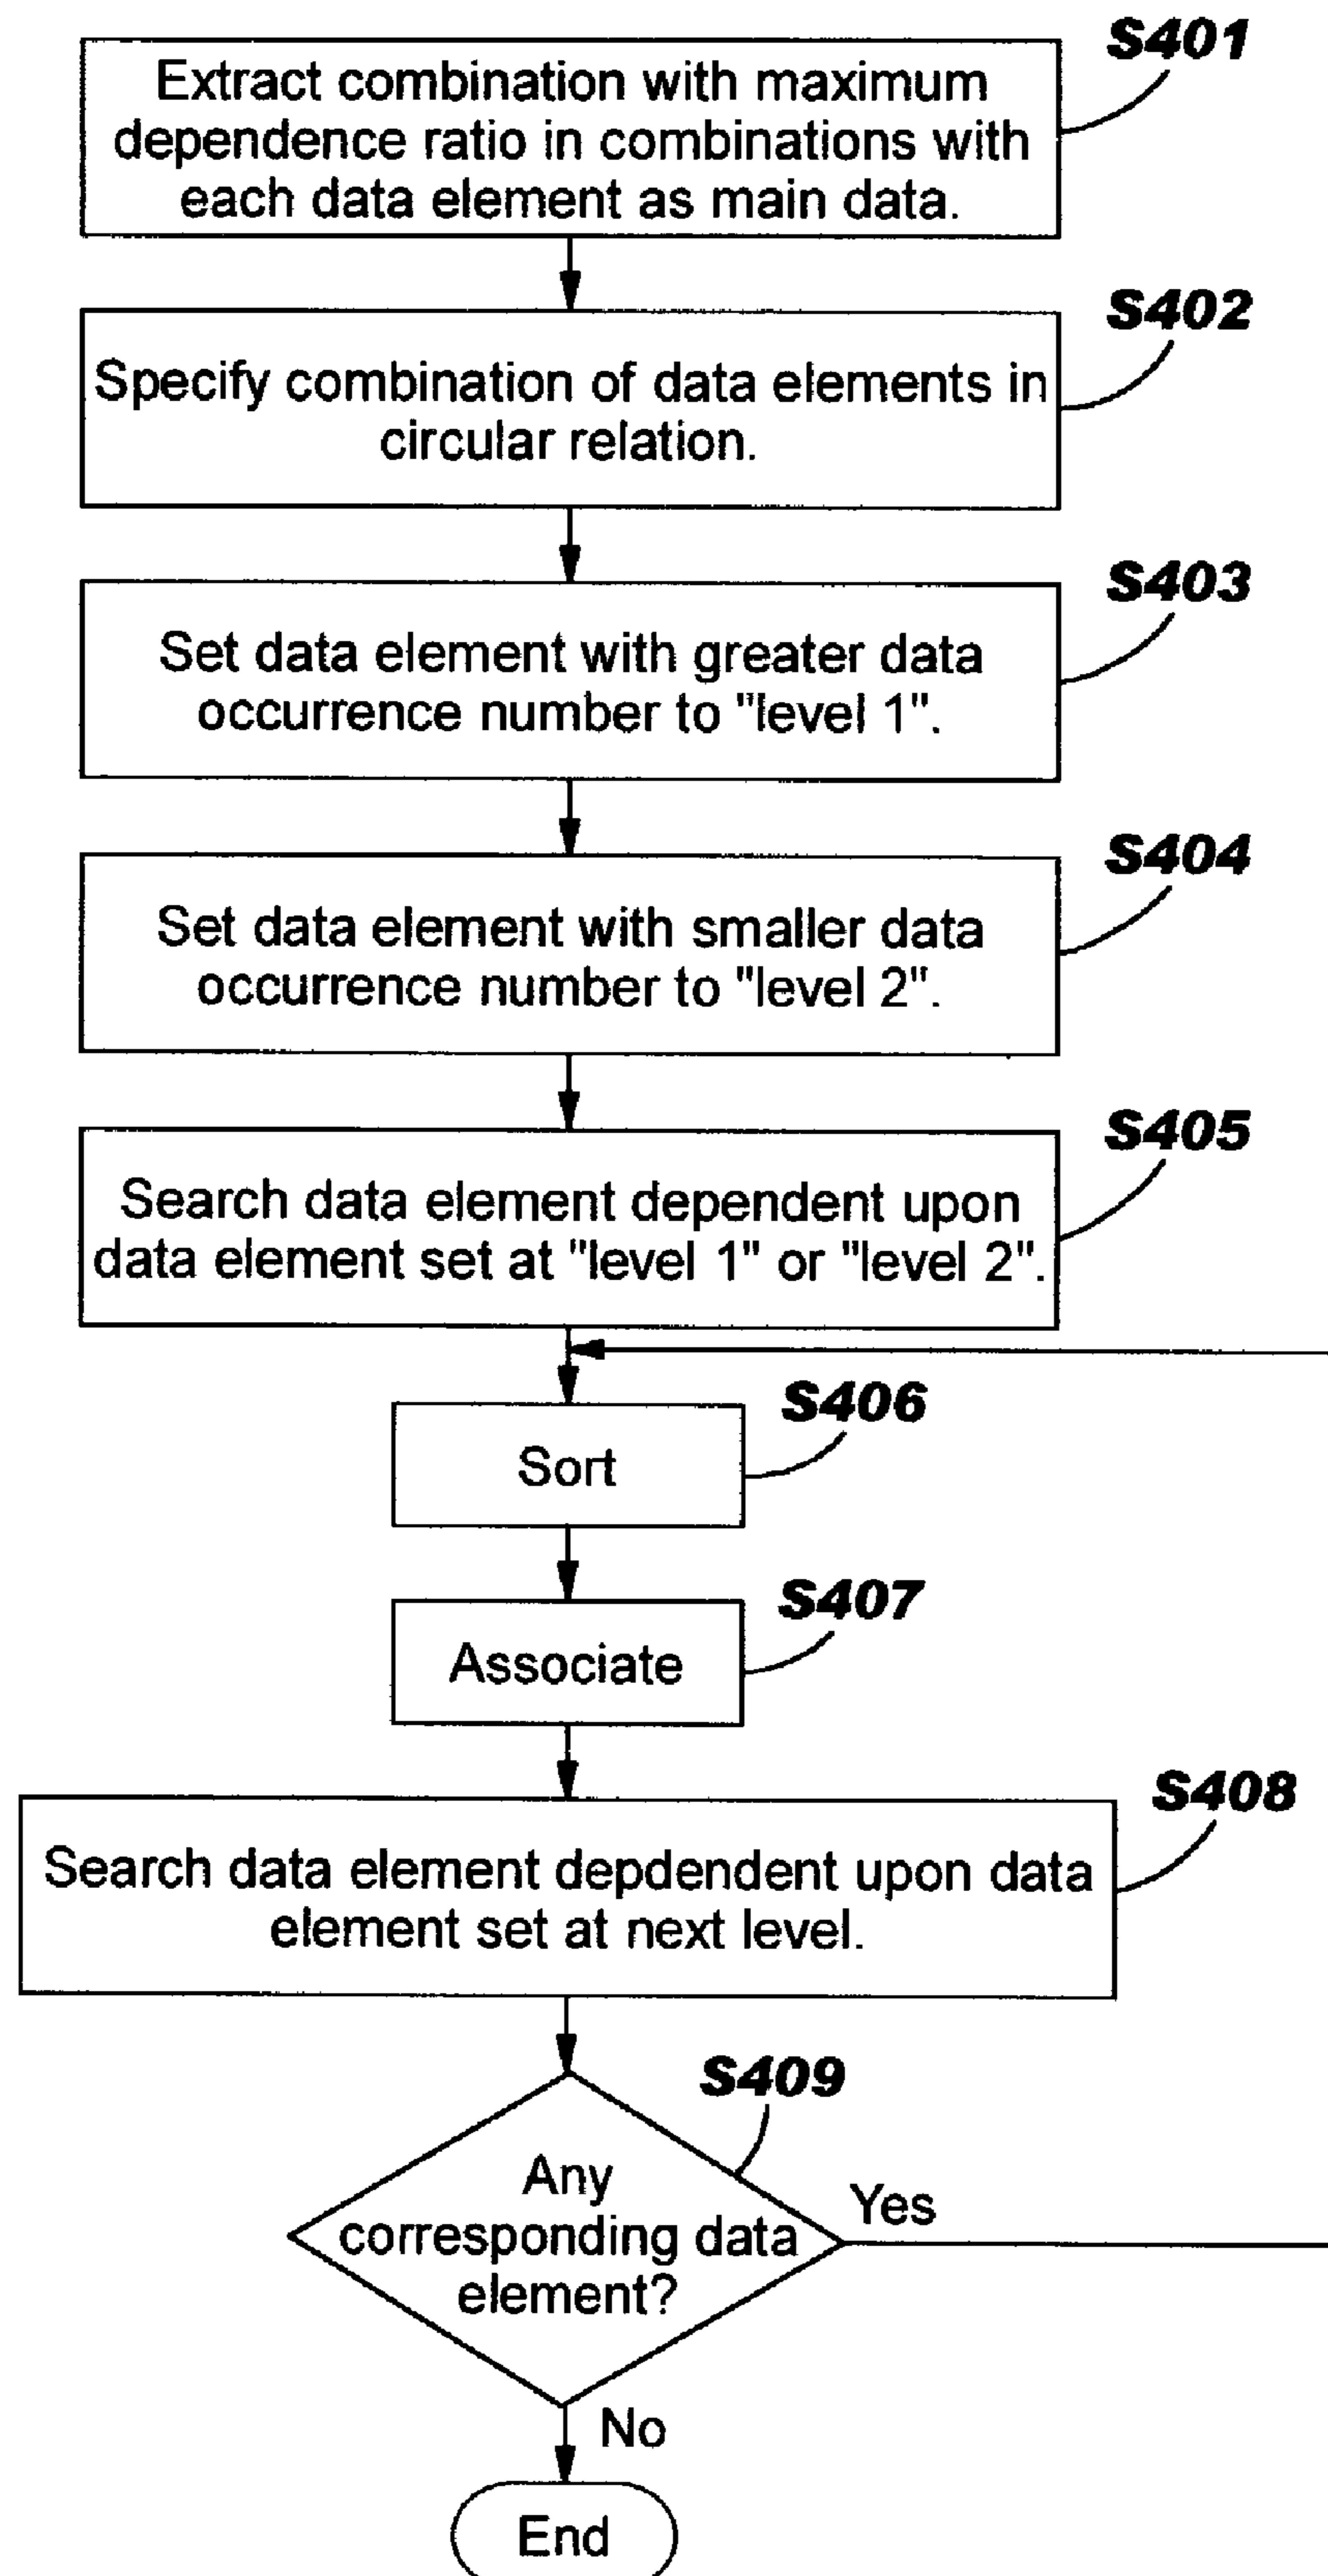 S401
Extract combination with maximum
dependence ratio in combinations with
each data element as main data.
S402
Specify combination of data elements in
circular relation.
S403
Set data element with greater data
occurrence number to "level 1".
S404
Set data element with smaller data
occurrence number to "level 2".
S405
Search data element dependent upon
data element set at "level 1" or "level 2".
S406
Sort
S407
Associate
S408
Search data element depdendent upon data
element set at next level.
S409
Any
corresponding data
element?
Yes
No
End